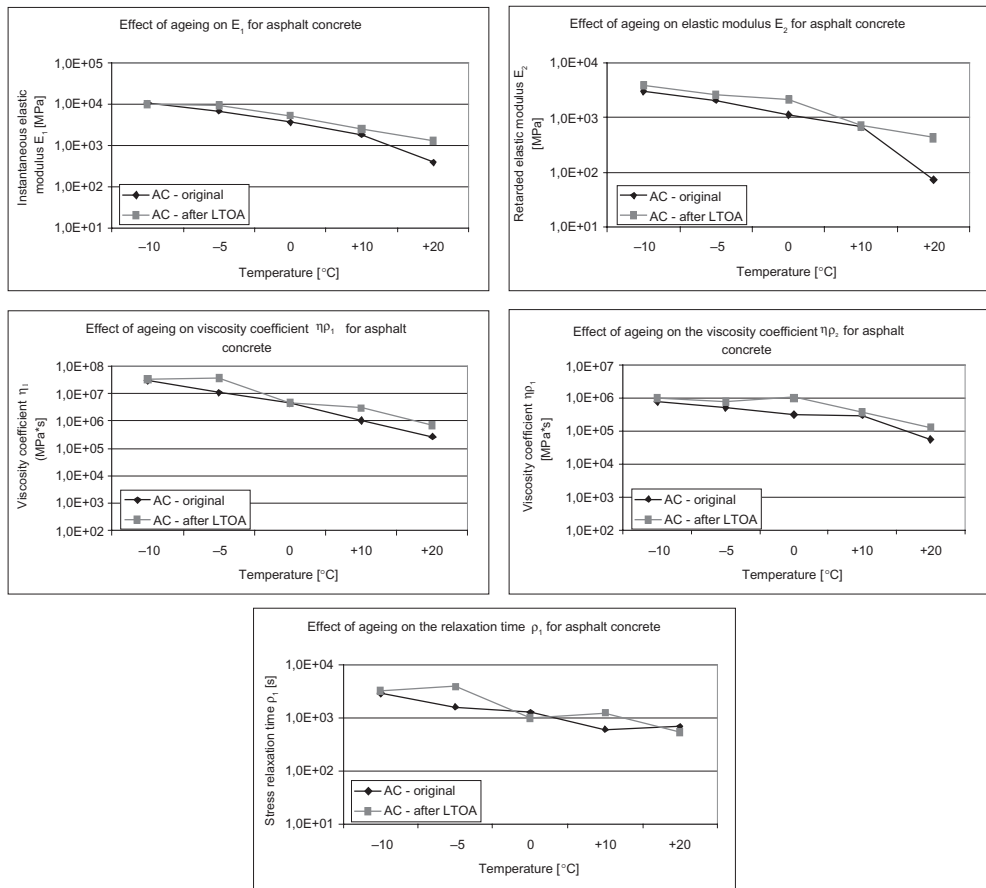 Effect of ageing on E₁ for asphalt concrete
Instantaneous elastic
modulus E₁ [MPa]
1,0E+05
1,0E+04
1,0E+03
1,0E+02
1,0E+01
AC - original
AC - after LTOA
–10
–5
0
+10
+20
Temperature [°C]
Effect of ageing on elastic modulus E₂ for asphalt concrete
Retarded elastic modulus E₂
[MPa]
1,0E+04
1,0E+03
1,0E+02
1,0E+01
AC - original
AC - after LTOA
–10
–5
0
+10
+20
Temperature [°C]
Effect of ageing on viscosity coefficient ηρ₁ for asphalt
concrete
Viscosity coefficient η₁
(MPa*s]
1,0E+08
1,0E+07
1,0E+06
1,0E+05
1,0E+04
1,0E+03
1,0E+02
AC - original
AC - after LTOA
–10
–5
0
+10
+20
Temperature [°C]
Effect of ageing on the viscosity coefficient ηρ₂ for asphalt
concrete
Viscosity coefficient ηρ₁
[MPa*s]
1,0E+07
1,0E+06
1,0E+05
1,0E+04
1,0E+03
1,0E+02
AC - original
AC - after LTOA
–10
–5
0
+10
+20
Temperature [°C]
Effect of ageing on the relaxation time ρ₁ for asphalt concrete
Stress relaxation time ρ₁ [s]
1,0E+04
1,0E+03
1,0E+02
1,0E+01
AC - original
AC - after LTOA
–10
–5
0
+10
+20
Temperature [°C]